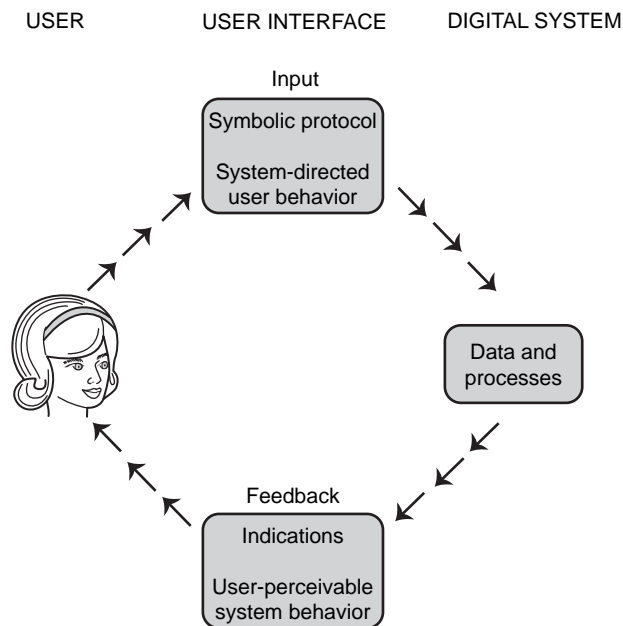 USER USER INTERFACE DIGITAL SYSTEM
Input
Symbolic protocol
System-directed
user behavior
Data and
processes
Feedback
Indications
User-perceivable
system behavior